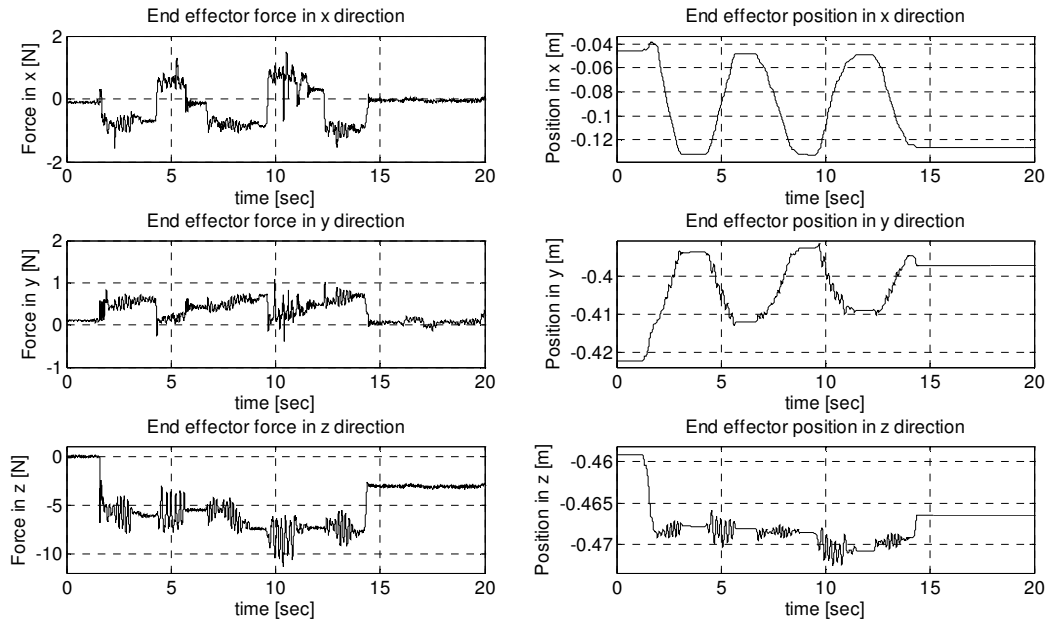 End effector force in x direction
Force in x [N]
2
0
-2
0 5 10 15 20
time [sec]
End effector position in x direction
Position in x [m]
-0.04
-0.06
-0.08
-0.1
-0.12
0 5 10 15 20
time [sec]
End effector force in y direction
Force in y [N]
2
1
0
-1
0 5 10 15 20
time [sec]
End effector position in y direction
Position in y [m]
-0.4
-0.41
-0.42
0 5 10 15 20
time [sec]
End effector force in z direction
Force in z [N]
0
-5
-10
0 5 10 15 20
time [sec]
End effector position in z direction
Position in z [m]
-0.46
-0.465
-0.47
0 5 10 15 20
time [sec]